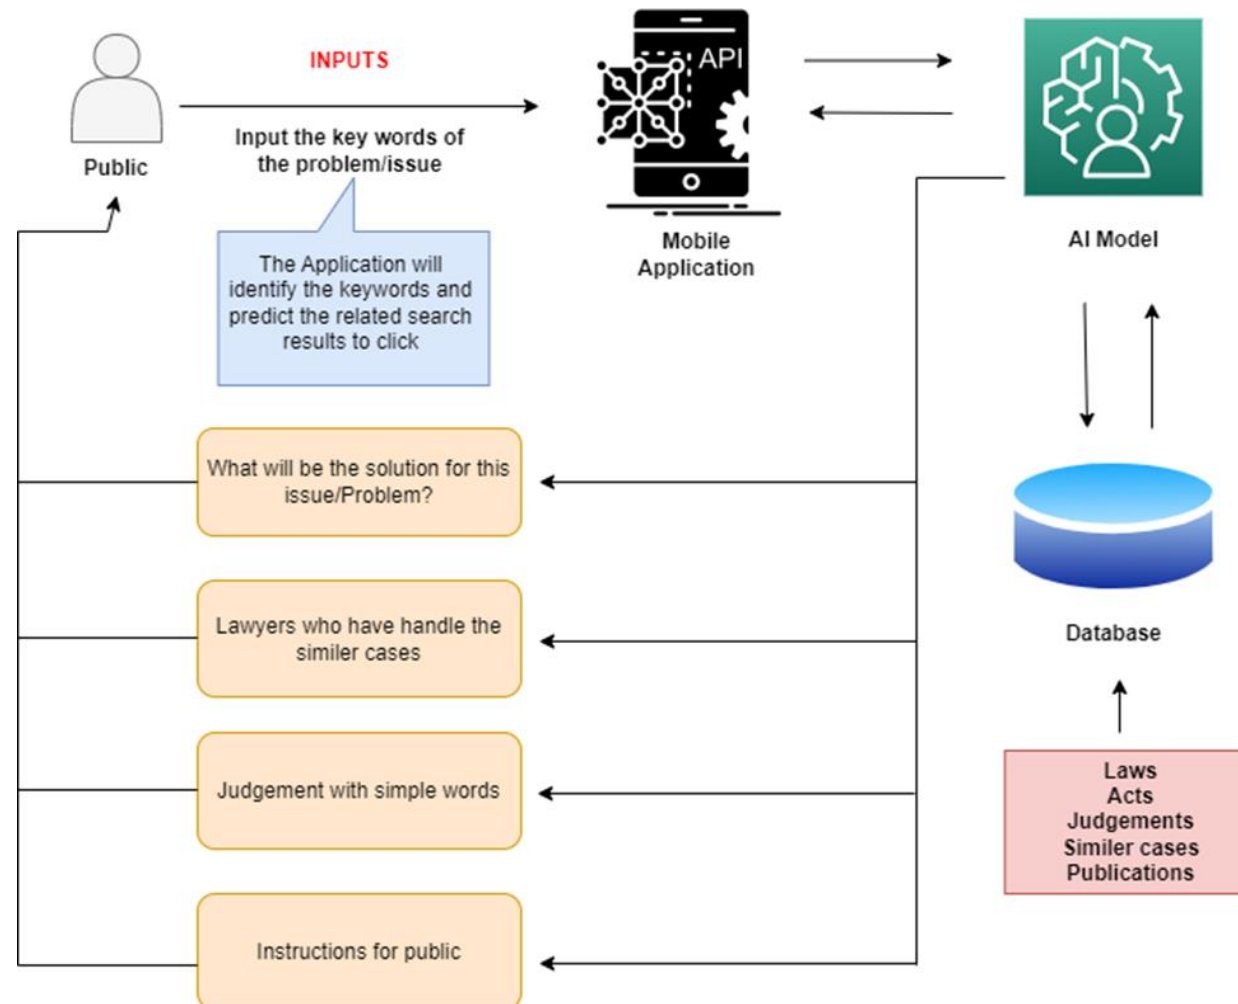 INPUTS
API
Input the key words of
the problem/issue
Public
The Application will
identify the keywords and
predict the related search
results to click
Mobile
Application
AI Model
What will be the solution for this
issue/Problem?
Lawyers who have handle the
similer cases
Judgement with simple words
Instructions for public
Database
Laws
Acts
Judgements
Similer cases
Publications